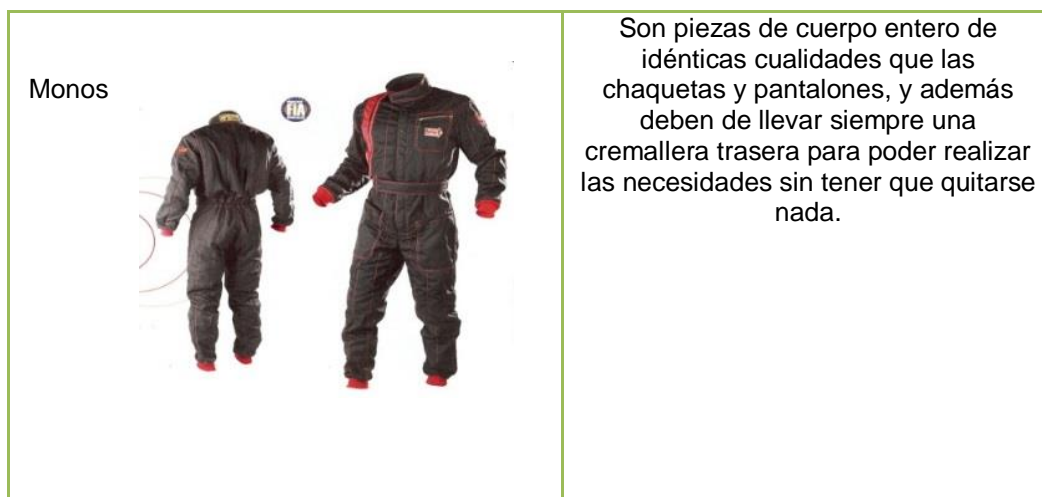 Monos
FIA
Son piezas de cuerpo entero de
idénticas cualidades que las
chaquetas y pantalones, y además
deben de llevar siempre una
cremallera trasera para poder realizar
las necesidades sin tener que quitarse
nada.